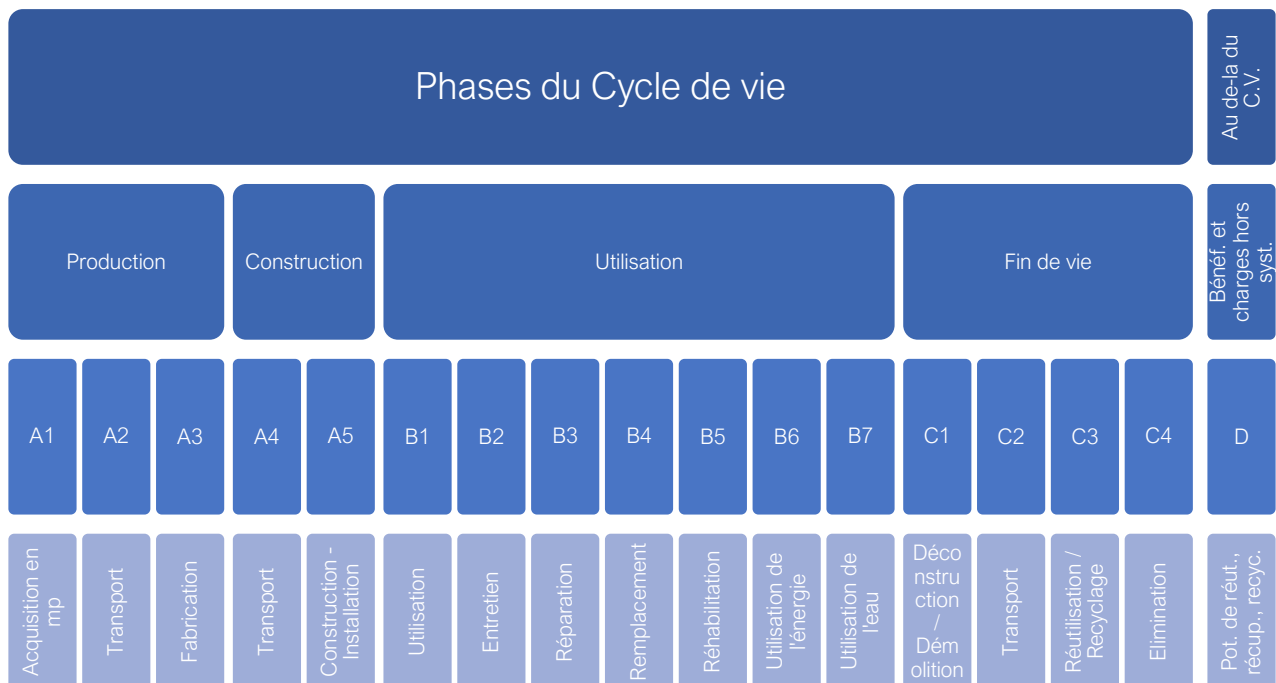 Phases du Cycle de vie
Au de-la du
C.V.
Production
Construction
Utilisation
Fin de vie
Bénéf. et
charges hors
syst.
A1
A2
A3
A4
A5
B1
B2
B3
B4
B5
B6
B7
C1
C2
C3
C4
D
Acquisition en
mp
Transport
Fabrication
Transport
Construction -
Installation
Utilisation
Entretien
Réparation
Remplacement
Réhabilitation
Utilisation de
l'énergie
Utilisation de
l'eau
Déco
nstru
ction
/
Dém
olition
Transport
Réutilisation /
Recyclage
Elimination
Pot. de réut.,
récup., recyc.